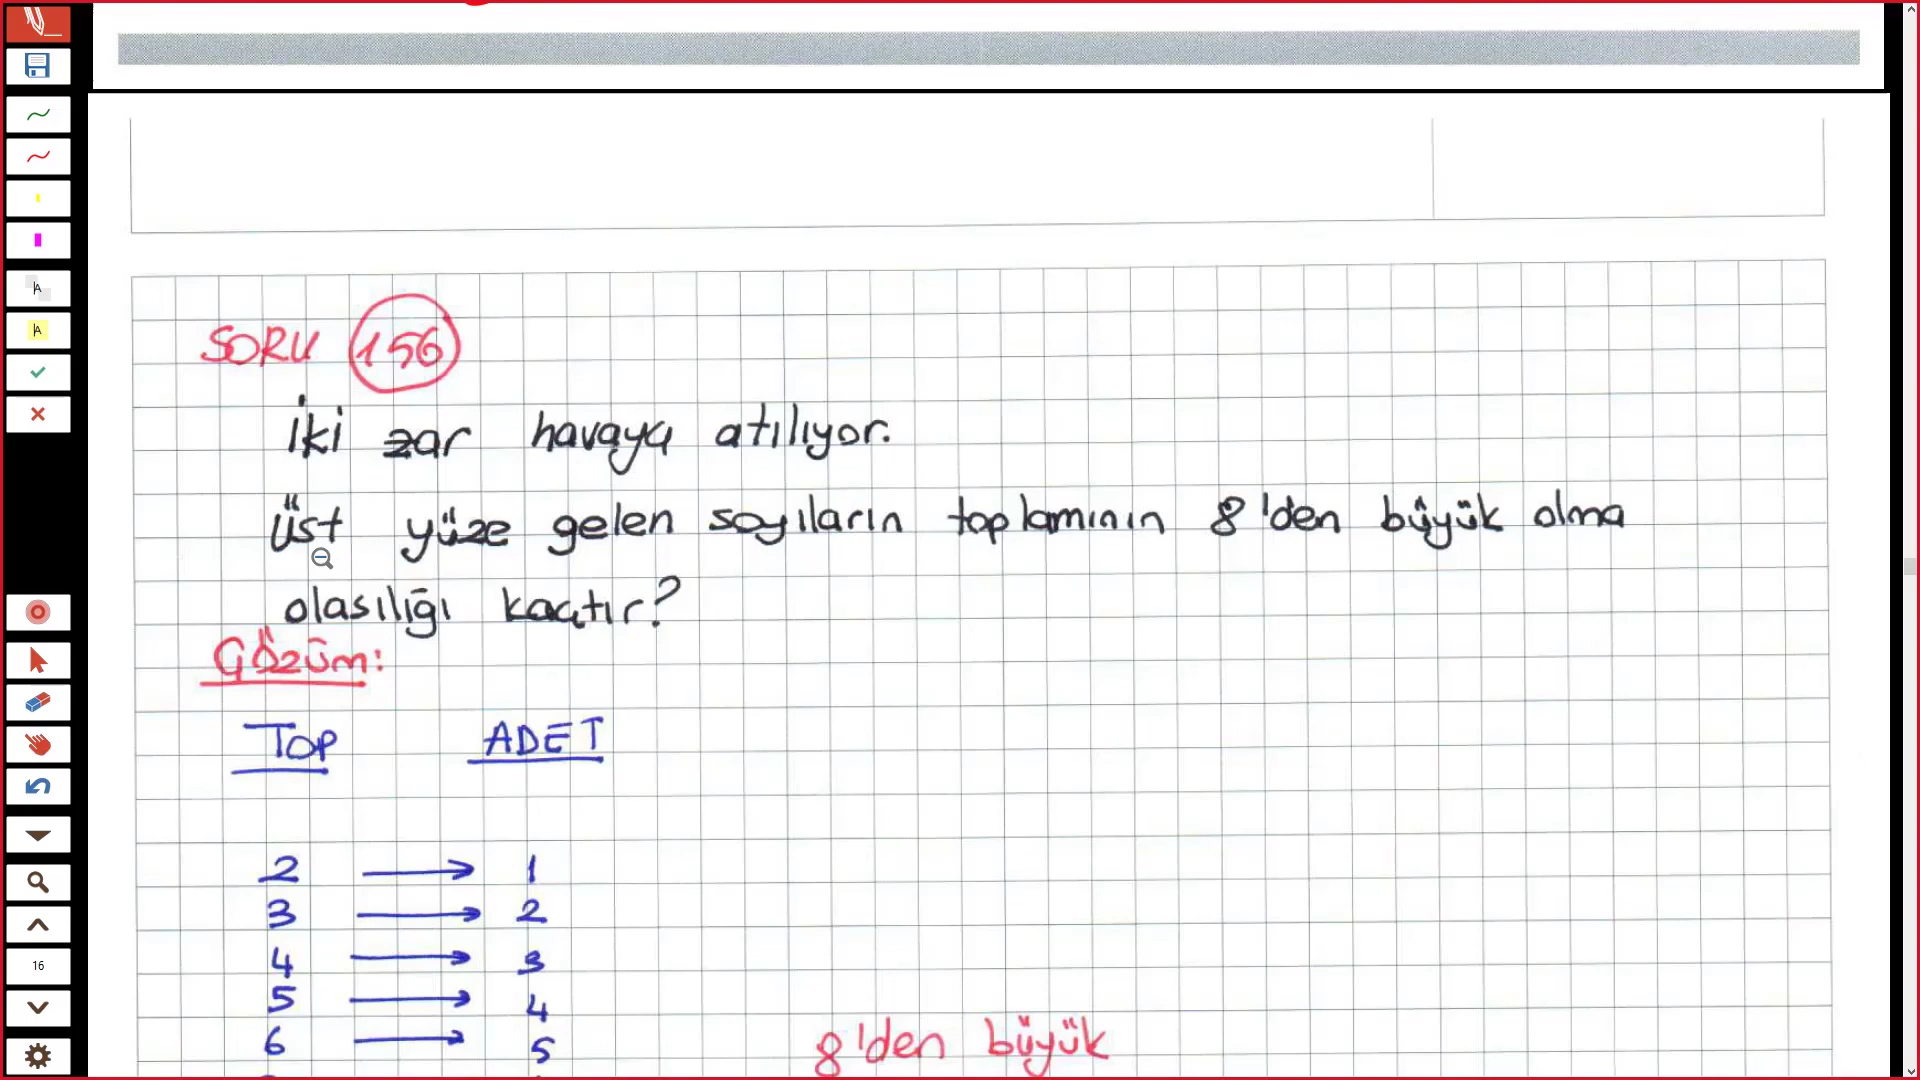 SORU 156
İki zar havaya atılıyor.
üst yüze gelen sayıların toplamının 8'den büyük olma
olasılığı kaçtır?
Çözüm:
TOP ADET
2 → 1
3 → 2
4 → 3
5 → 4
6 → 5
8'den büyük
16